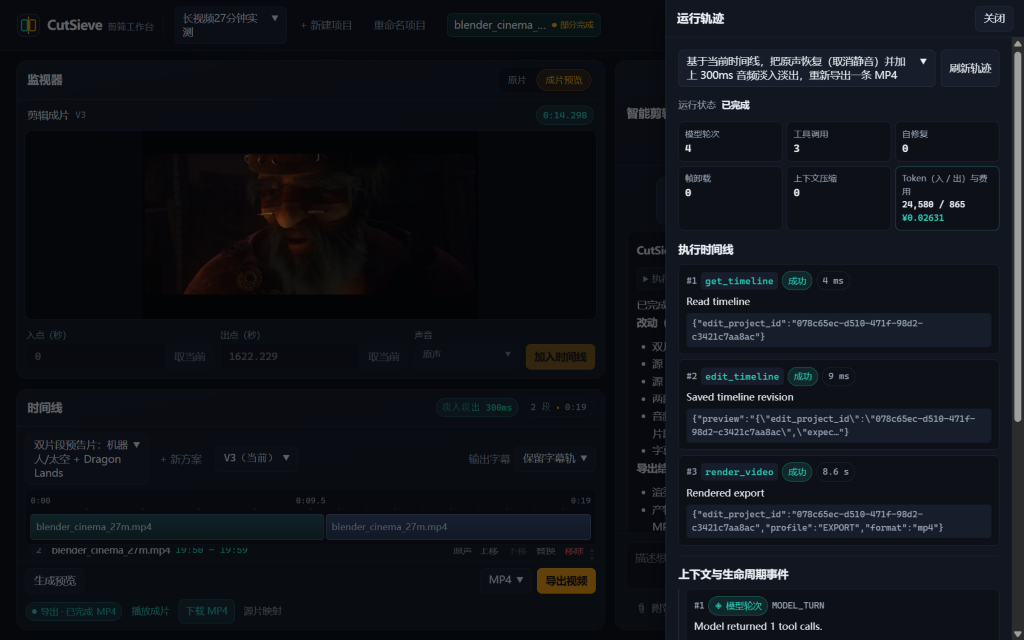 CutSieve 剪筛工作台
长视频27分钟实
测
+ 新建项目
重命名项目
blender_cinema_... 部分完成
监视器
原片
成片预览
剪辑成片 V3
0:14.298
入点 (秒)
出点 (秒)
声音
0
取当前
1622.229
取当前
原声
加入时间线
时间线
淡入淡出 300ms
2 段 • 0:19
双片段预告片：机器
人/太空 + Dragon
Lands
+ 新方案
V3（当前）
输出字幕
保留字幕轨
0:00
0:09.5
0:19
blender_cinema_27m.mp4
blender_cinema_27m.mp4
2 blender_cinema_27m.mp4 19:50 – 19:59
原声 上移 下移 替换 移除
生成预览
MP4
导出视频
导出 · 已完成 MP4
播放成片
下载 MP4
源片映射
智能剪辑
CutSie
已完成
改动
运行轨迹
关闭
基于当前时间线，把原声恢复（取消静音）并加
上 300ms 音频淡入淡出，重新导出一条 MP4
刷新轨迹
运行状态 已完成
模型轮次
4
工具调用
3
自修复
0
帧卸载
0
上下文压缩
0
Token（入 / 出）与费
用
24,580 / 865
¥0.02631
执行时间线
#1 get_timeline 成功 4 ms
Read timeline
{"edit_project_id":"078c65ec-d510-471f-98d2-
c3421c7aa8ac"}
#2 edit_timeline 成功 9 ms
Saved timeline revision
{"preview":"{\"edit_project_id\":\"078c65ec-d510-471f-
98d2-c3421c7aa8ac\",\"expec…"}
#3 render_video 成功 8.6 s
Rendered export
{"edit_project_id":"078c65ec-d510-471f-98d2-
c3421c7aa8ac","profile":"EXPORT","format":"mp4"}
上下文与生命周期事件
#1 模型轮次 MODEL_TURN
Model returned 1 tool calls.